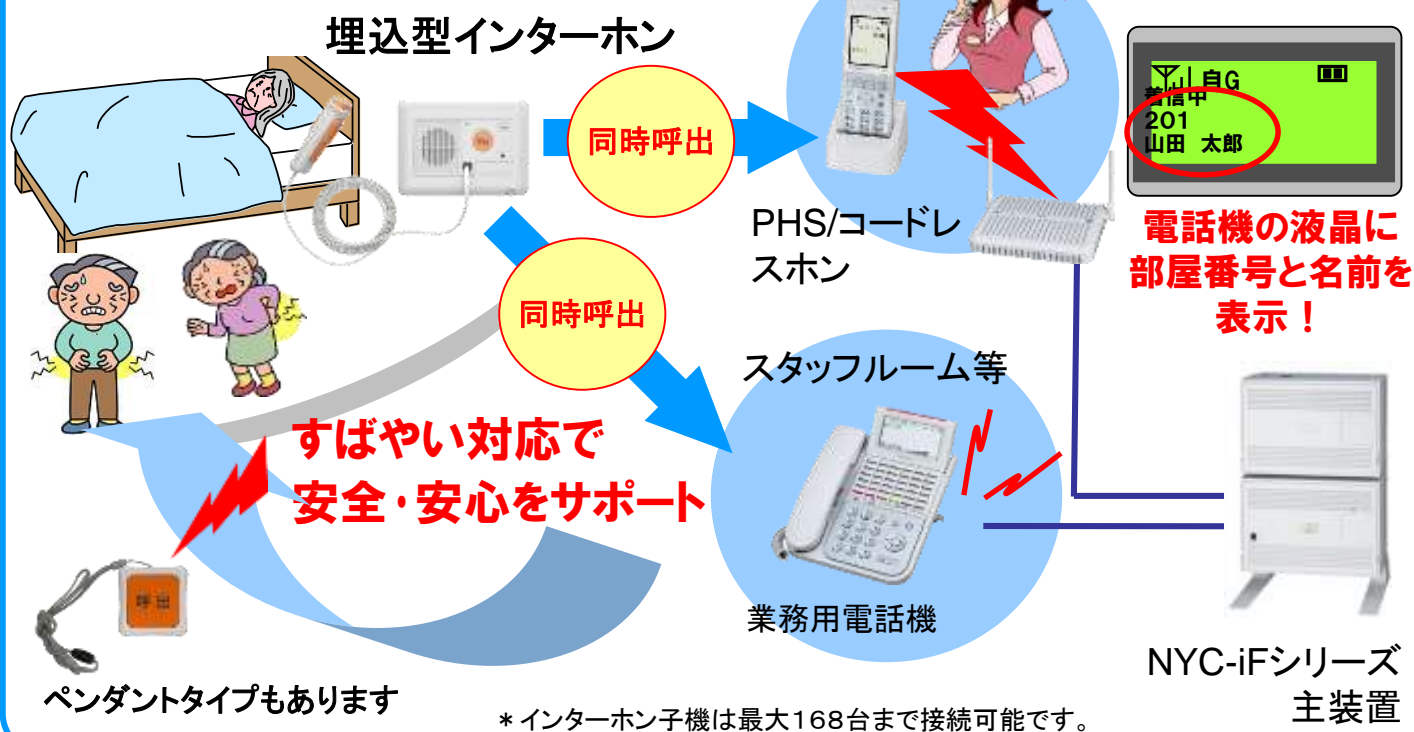 埋込型インターホン
同時呼出
PHS/コードレ
スホン
自G
着信中
201
山田 太郎
電話機の液晶に
部屋番号と名前を
表示！
同時呼出
スタッフルーム等
すばやい対応で
安全・安心をサポート
呼出
業務用電話機
ペンダントタイプもあります
NYC-iFシリーズ
主装置
*インターホン子機は最大168台まで接続可能です。